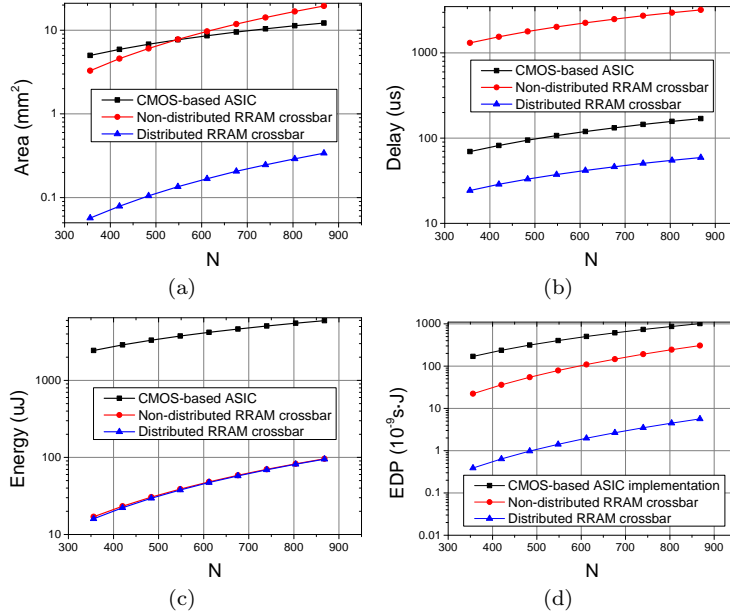 10
1
0.1
Area (mm²)
CMOS-based ASIC
Non-distributed RRAM crossbar
Distributed RRAM crossbar
300 400 500 600 700 800 900
N
(a)
1000
100
10
Delay (us)
CMOS-based ASIC
Non-distributed RRAM crossbar
Distributed RRAM crossbar
300 400 500 600 700 800 900
N
(b)
1000
100
10
Energy (uJ)
CMOS-based ASIC
Non-distributed RRAM crossbar
Distributed RRAM crossbar
300 400 500 600 700 800 900
N
(c)
1000
100
10
1
0.1
0.01
EDP (10⁻⁹s·J)
CMOS-based ASIC implementation
Non-distributed RRAM crossbar
Distributed RRAM crossbar
300 400 500 600 700 800 900
N
(d)